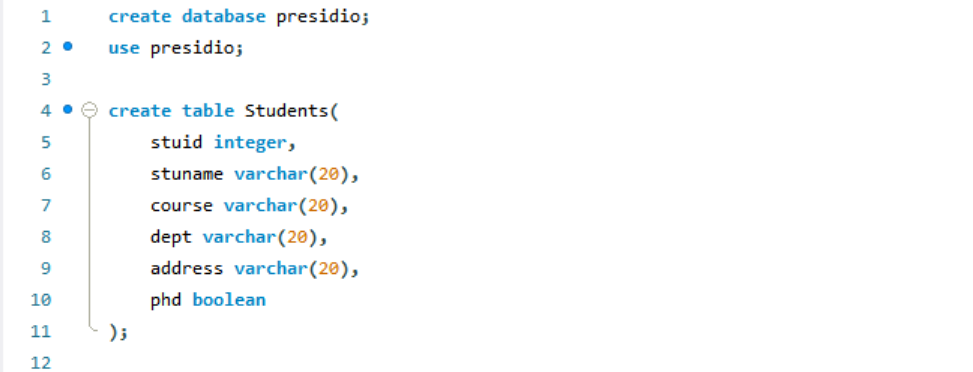 1 create database presidio;
2 use presidio;
3
4 create table Students(
5 stuid integer,
6 stuname varchar(20),
7 course varchar(20),
8 dept varchar(20),
9 address varchar(20),
10 phd boolean
11 );
12